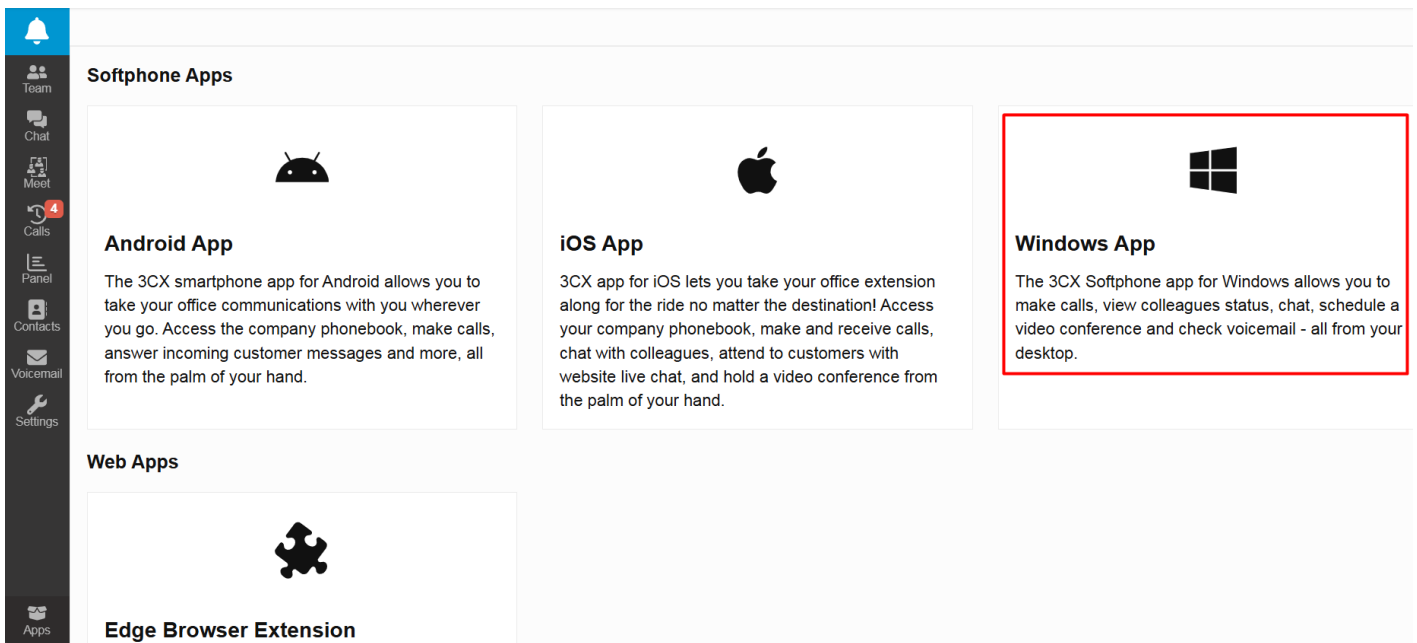 Team
Chat
Meet
4
Calls
Panel
Contacts
Voicemail
Settings
Apps
Softphone Apps
Android App
The 3CX smartphone app for Android allows you to
take your office communications with you wherever
you go. Access the company phonebook, make calls,
answer incoming customer messages and more, all
from the palm of your hand.
iOS App
3CX app for iOS lets you take your office extension
along for the ride no matter the destination! Access
your company phonebook, make and receive calls,
chat with colleagues, attend to customers with
website live chat, and hold a video conference from
the palm of your hand.
Windows App
The 3CX Softphone app for Windows allows you to
make calls, view colleagues status, chat, schedule a
video conference and check voicemail - all from your
desktop.
Web Apps
Edge Browser Extension